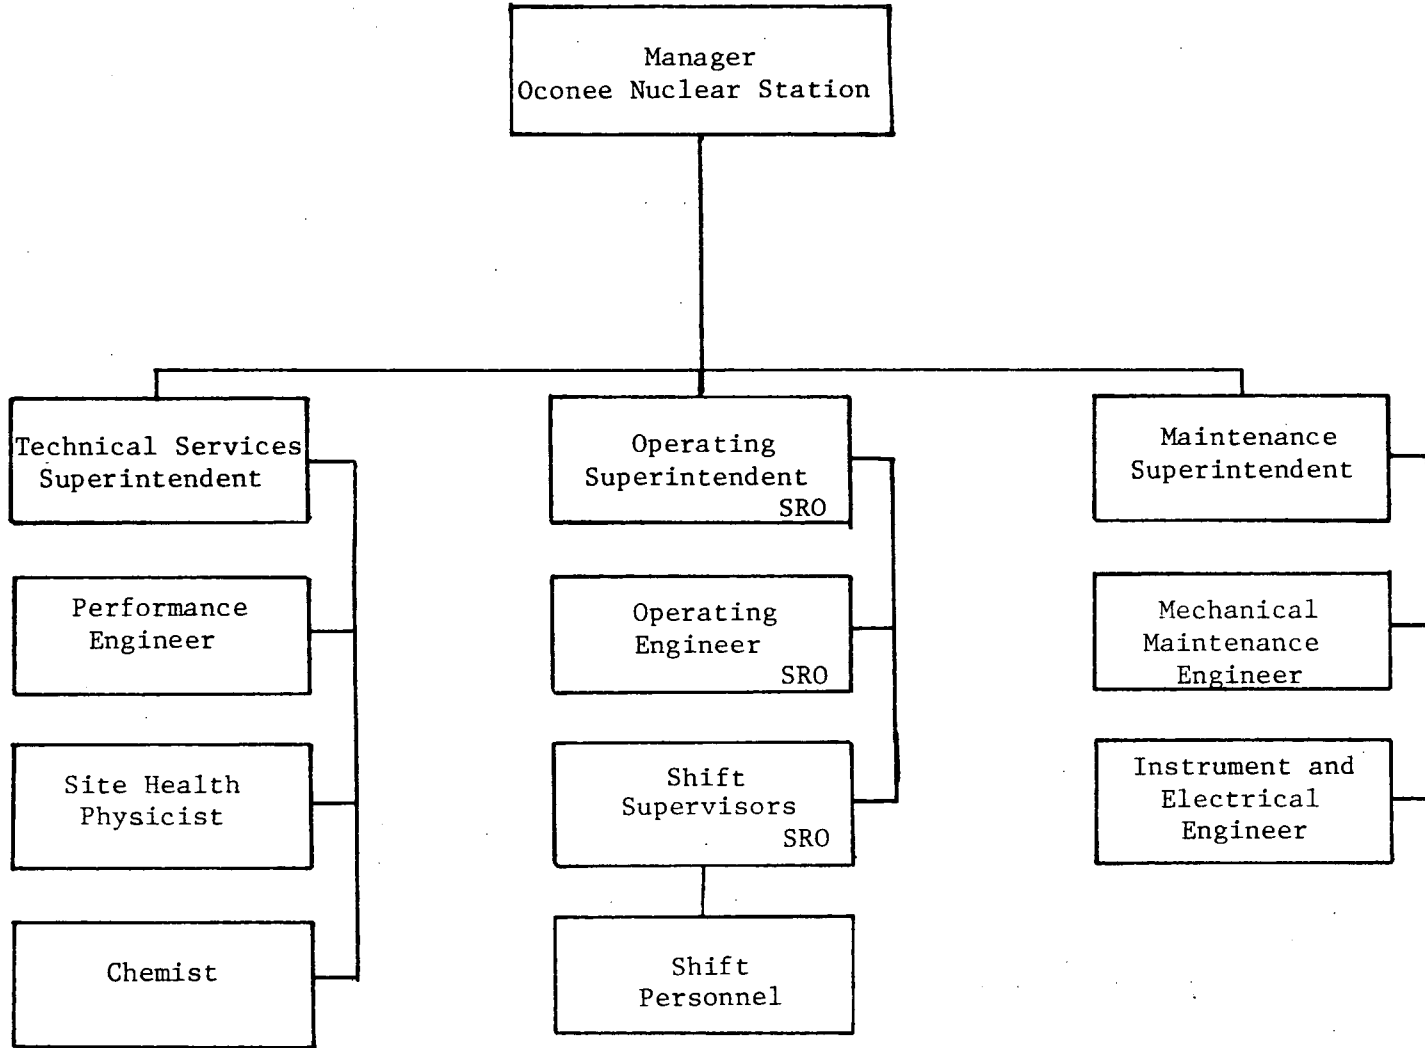 Manager
Oconee Nuclear Station
Technical Services
Superintendent
Operating
Superintendent
SRO
Maintenance
Superintendent
Performance
Engineer
Operating
Engineer
SRO
Mechanical
Maintenance
Engineer
Site Health
Physicist
Shift
Supervisors
SRO
Instrument and
Electrical
Engineer
Chemist
Shift
Personnel